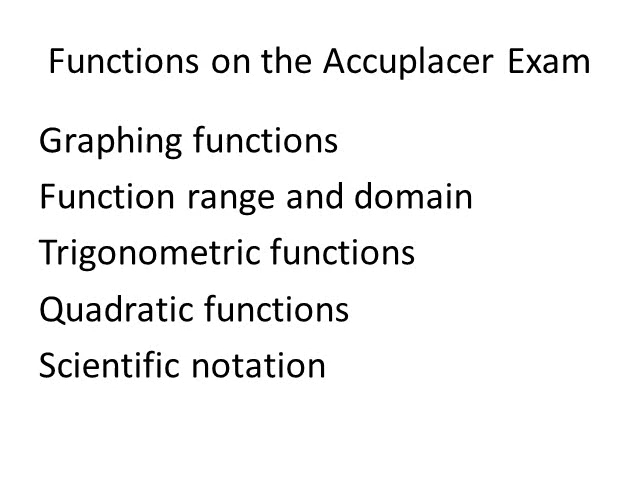 Functions on the Accuplacer Exam
Graphing functions
Function range and domain
Trigonometric functions
Quadratic functions
Scientific notation